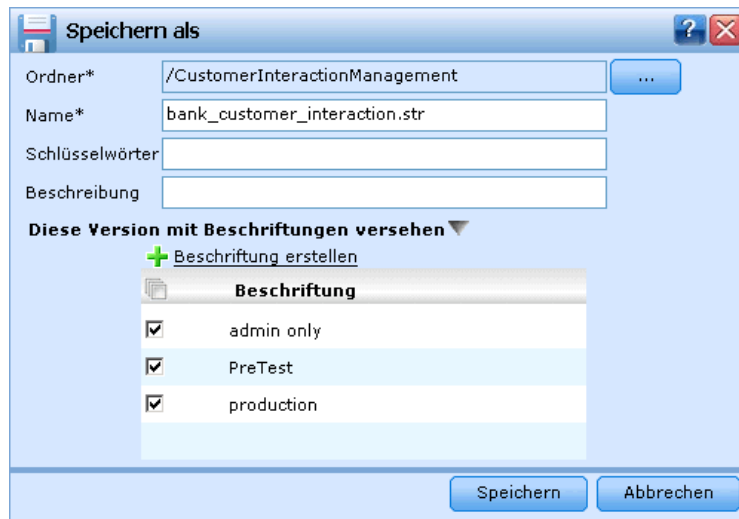 Speichern als
?
Ordner* /CustomerInteractionManagement ...
Name* bank_customer_interaction.str
Schlüsselwörter
Beschreibung
Diese Version mit Beschriftungen versehen
Beschriftung erstellen
Beschriftung
admin only
PreTest
production
Speichern Abbrechen